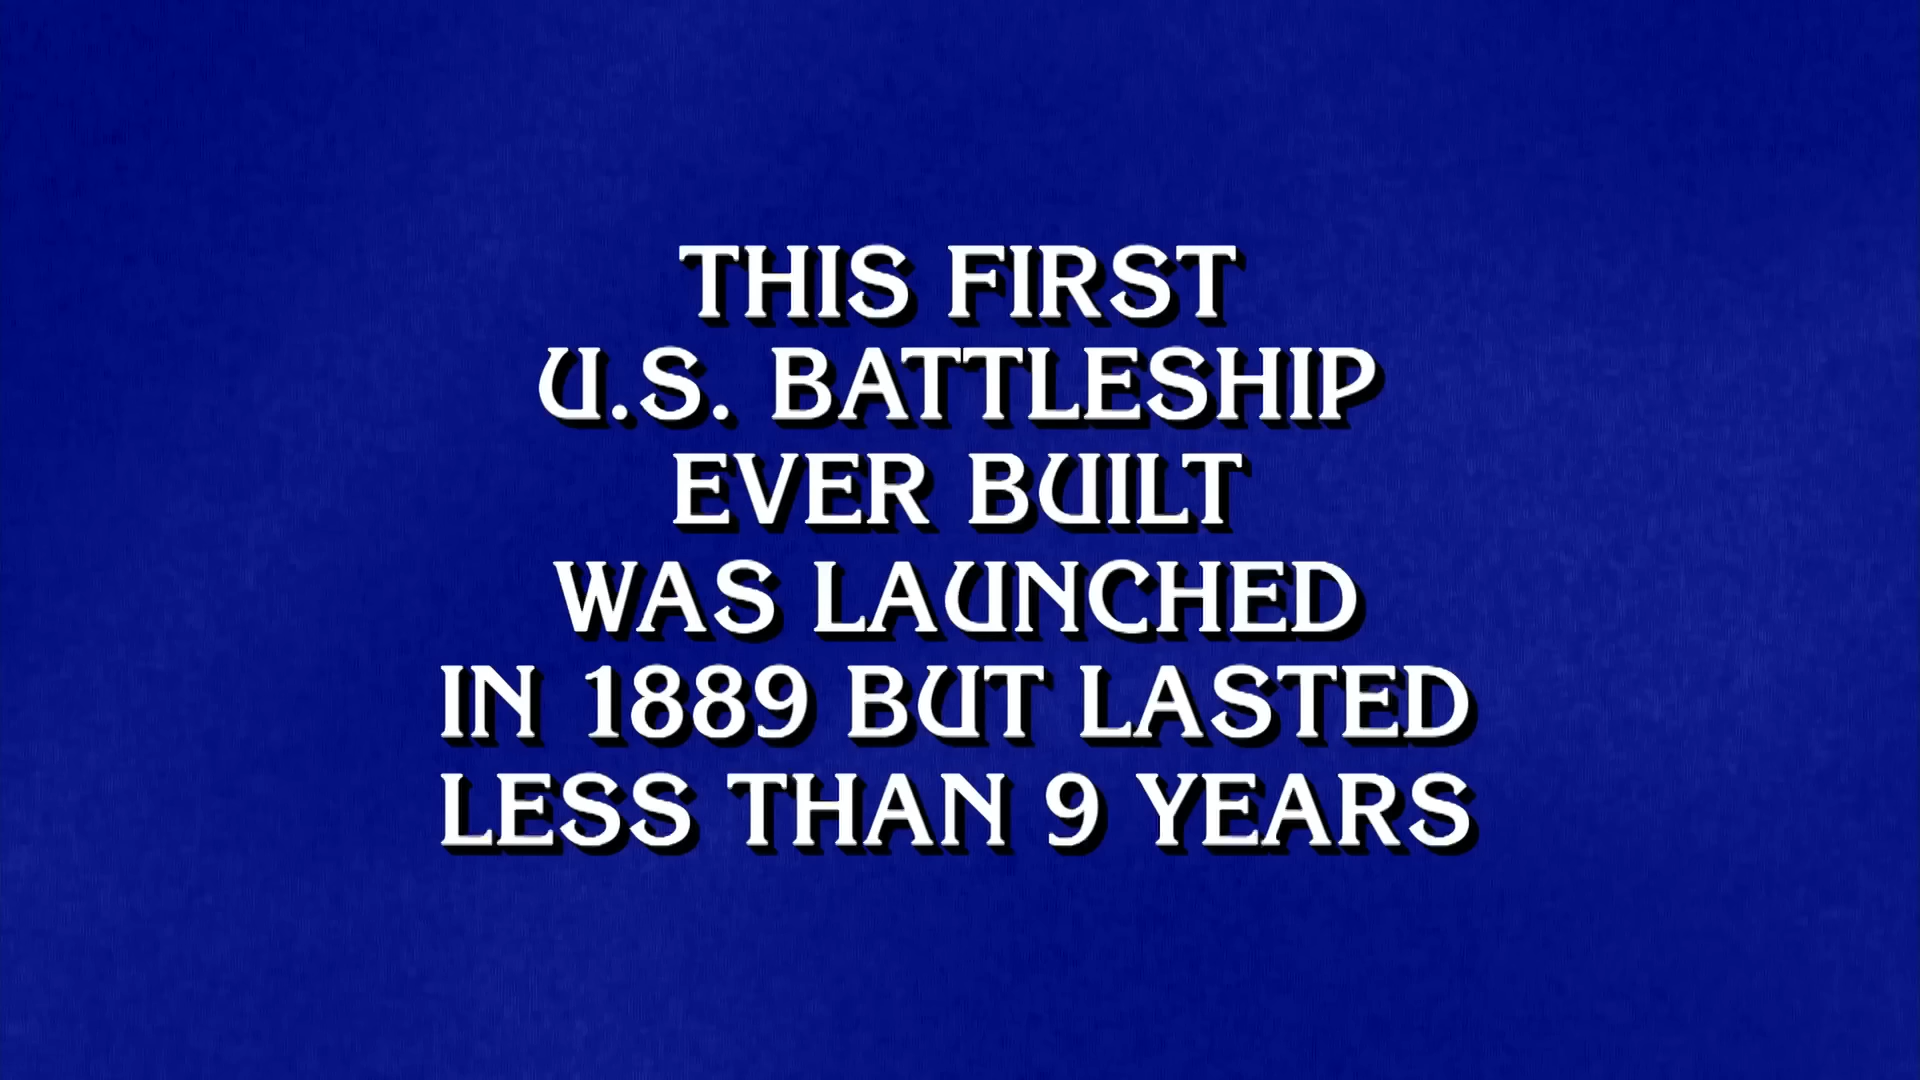 THIS FIRST
U.S. BATTLESHIP
EVER BUILT
WAS LAUNCHED
IN 1889 BUT LASTED
LESS THAN 9 YEARS